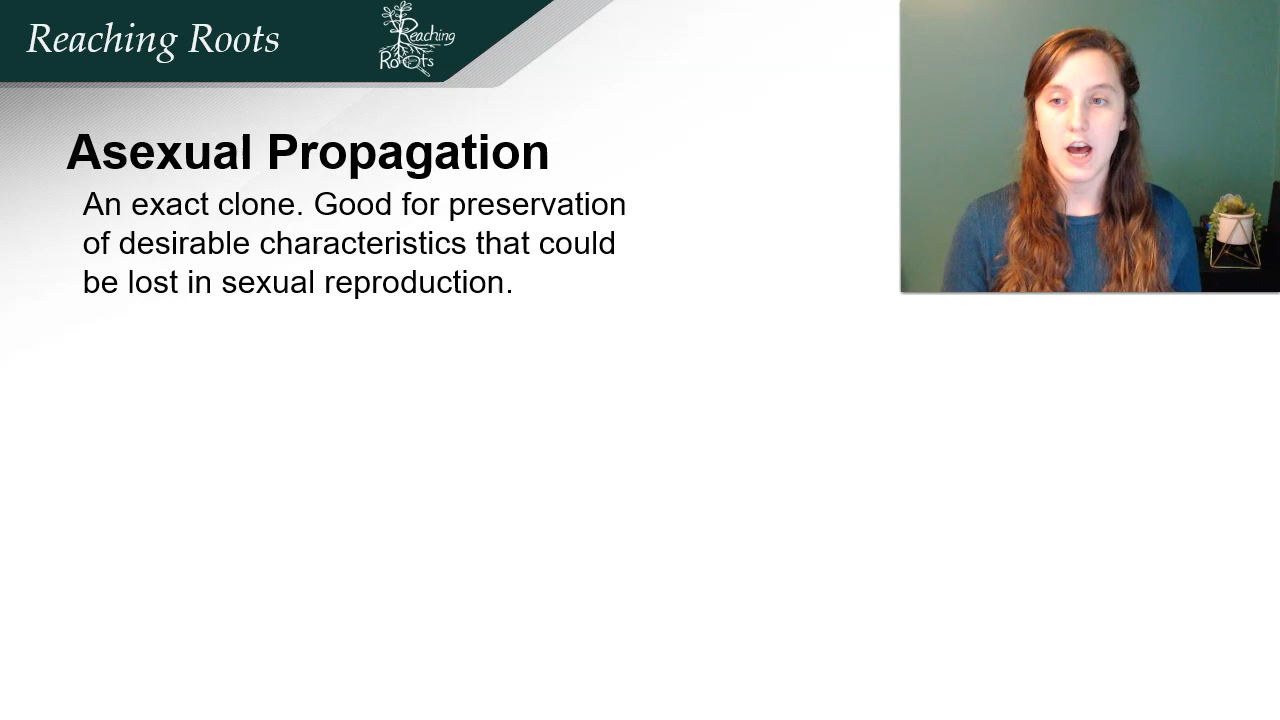 Reaching Roots
Reaching
Roots
Asexual Propagation
An exact clone. Good for preservation
of desirable characteristics that could
be lost in sexual reproduction.